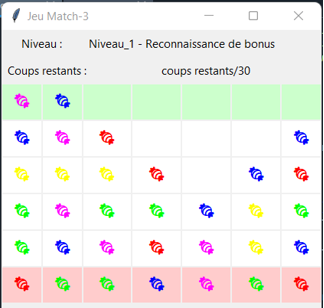 Jeu Match-3
Niveau : Niveau_1 - Reconnaissance de bonus
Coups restants : coups restants/30